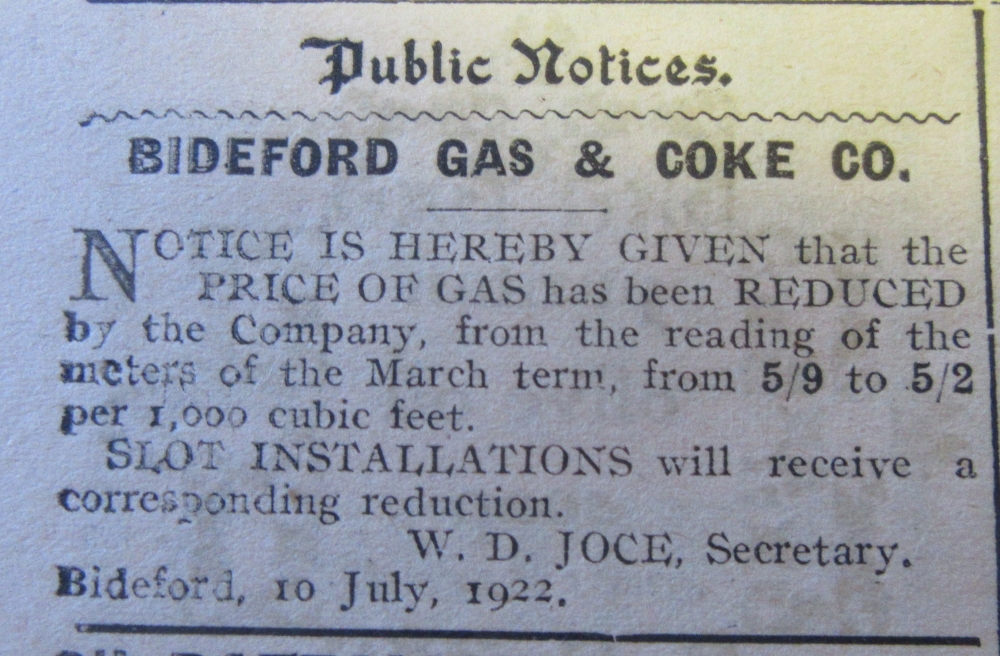 Public Notices.
BIDEFORD GAS & COKE CO.
NOTICE IS HEREBY GIVEN that the
PRICE OF GAS has been REDUCED
by the Company, from the reading of the
meters of the March term, from 5/9 to 5/2
per 1,000 cubic feet.
SLOT INSTALLATIONS will receive a
corresponding reduction.
W. D. JOCE, Secretary.
Bideford, 10 July, 1922.